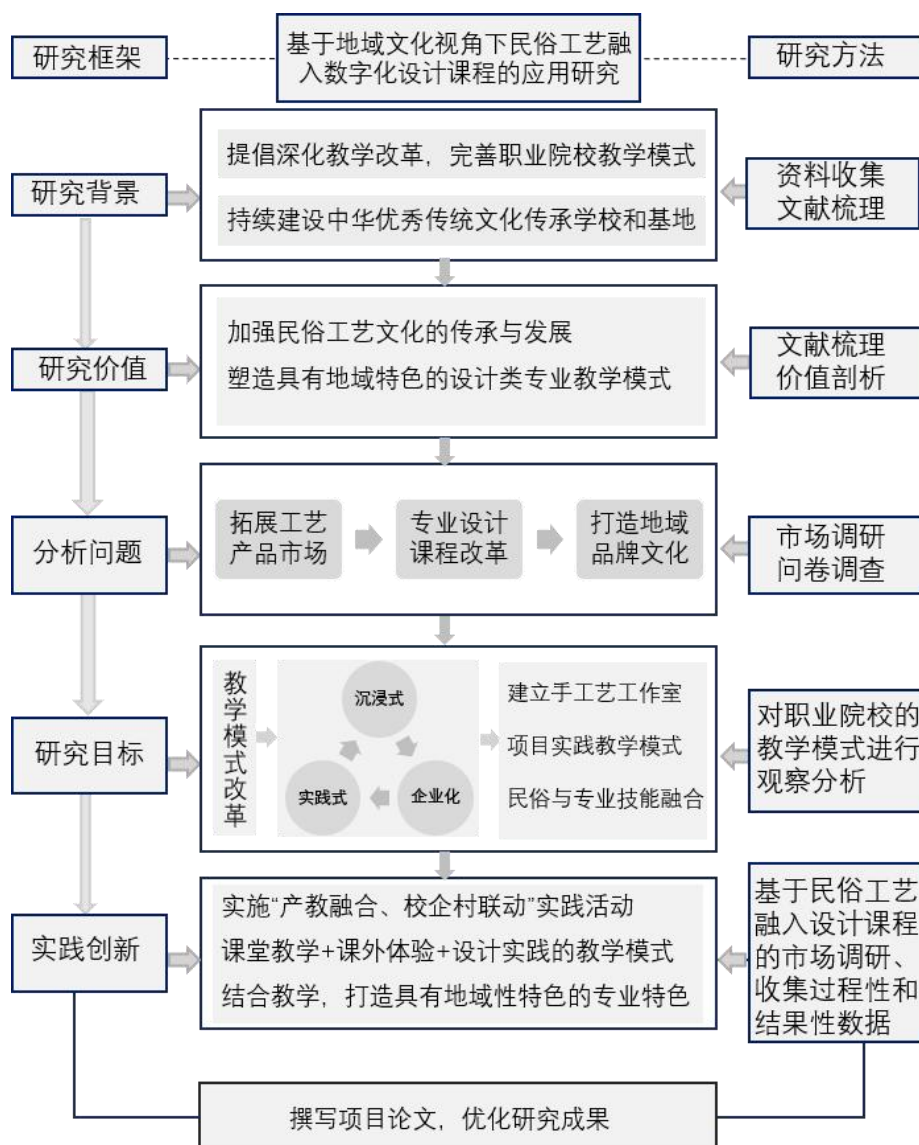 研究框架
基于地域文化视角下民俗工艺融
入数字化设计课程的应用研究
研究方法
研究背景
提倡深化教学改革，完善职业院校教学模式
持续建设中华优秀传统文化传承学校和基地
资料收集
文献梳理
研究价值
加强民俗工艺文化的传承与发展
塑造具有地域特色的设计类专业教学模式
文献梳理
价值剖析
分析问题
拓展工艺
产品市场
专业设计
课程改革
打造地域
品牌文化
市场调研
问卷调查
研究目标
教学模式改革
沉浸式
实践式
企业化
建立手工艺工作室
项目实践教学模式
民俗与专业技能融合
对职业院校的
教学模式进行
观察分析
实践创新
实施“产教融合、校企村联动”实践活动
课堂教学+课外体验+设计实践的教学模式
结合教学，打造具有地域性特色的专业特色
基于民俗工艺
融入设计课程
的市场调研、
收集过程性和
结果性数据
撰写项目论文，优化研究成果